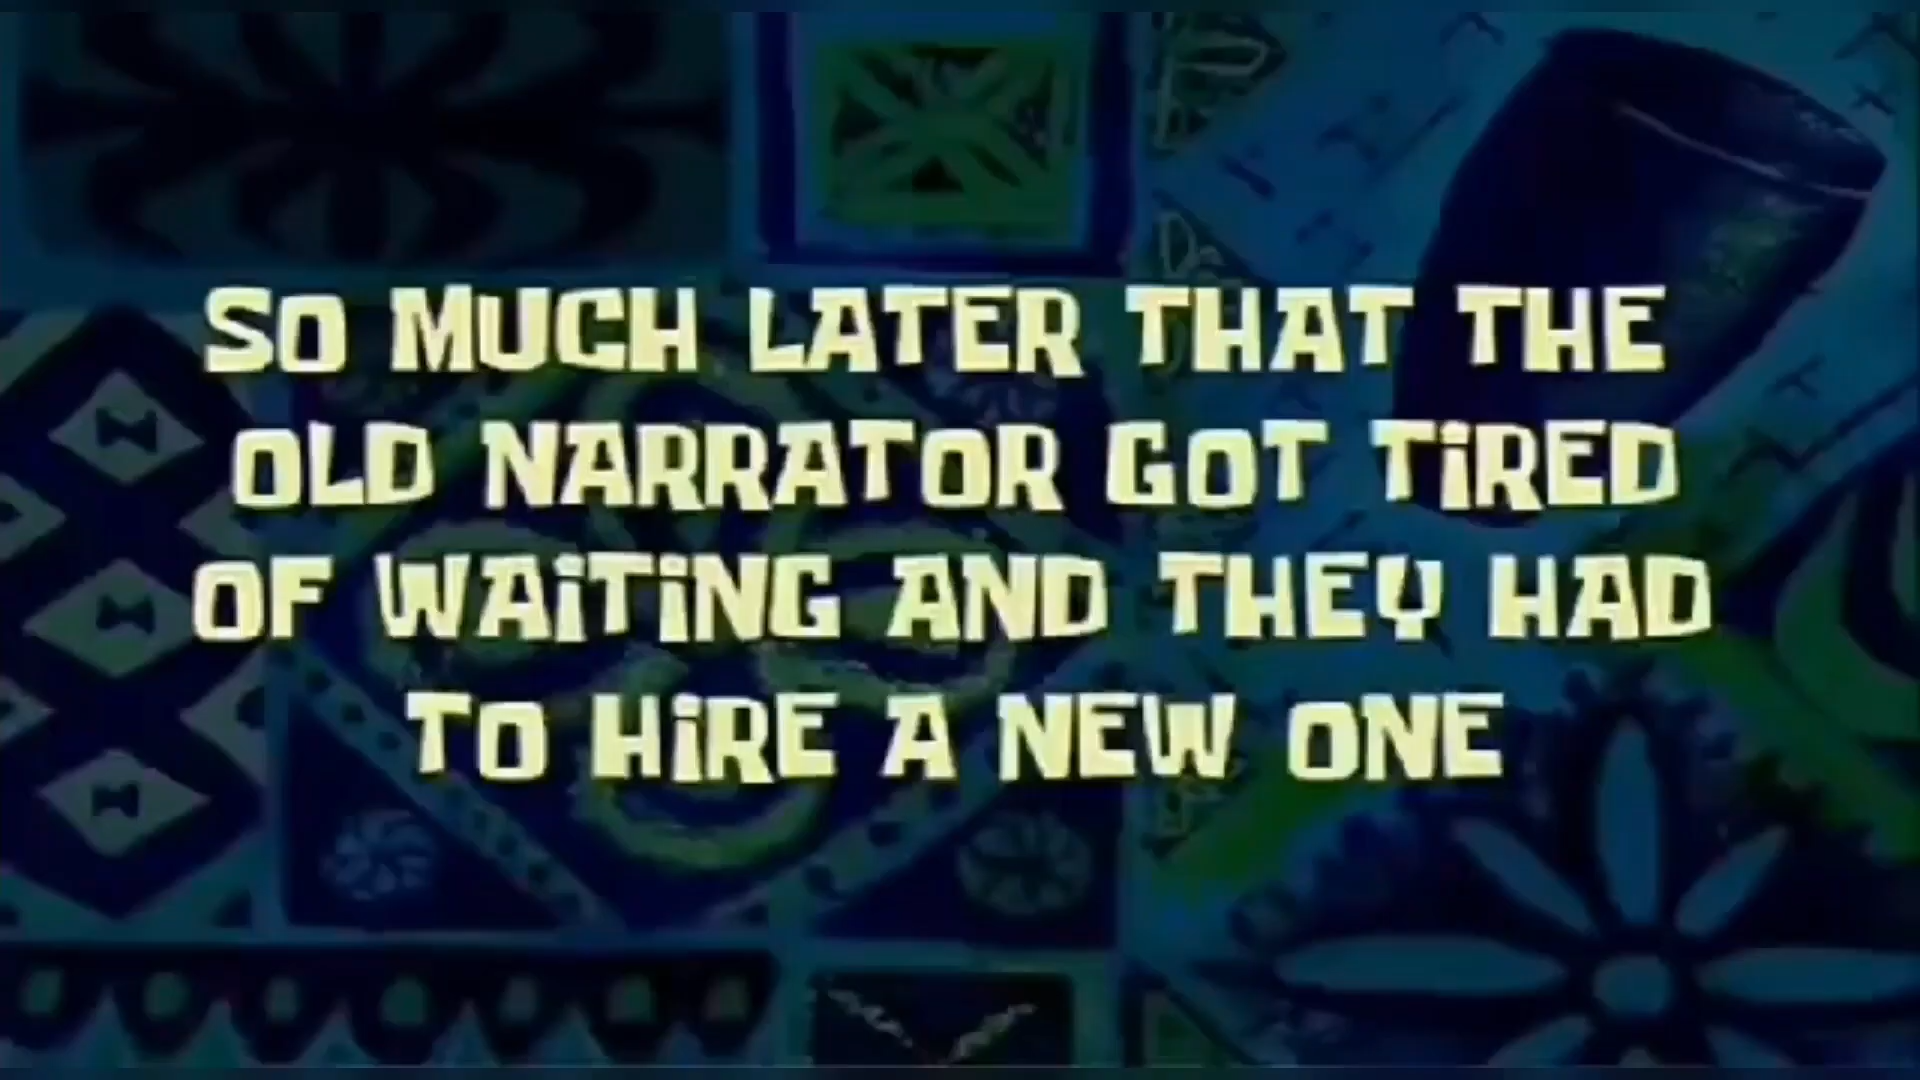 SO MUCH LATER THAT THE
OLD NARRATOR GOT TiRED
OF WAiTiNG AND THEY HAD
TO HiRE A NEW ONE